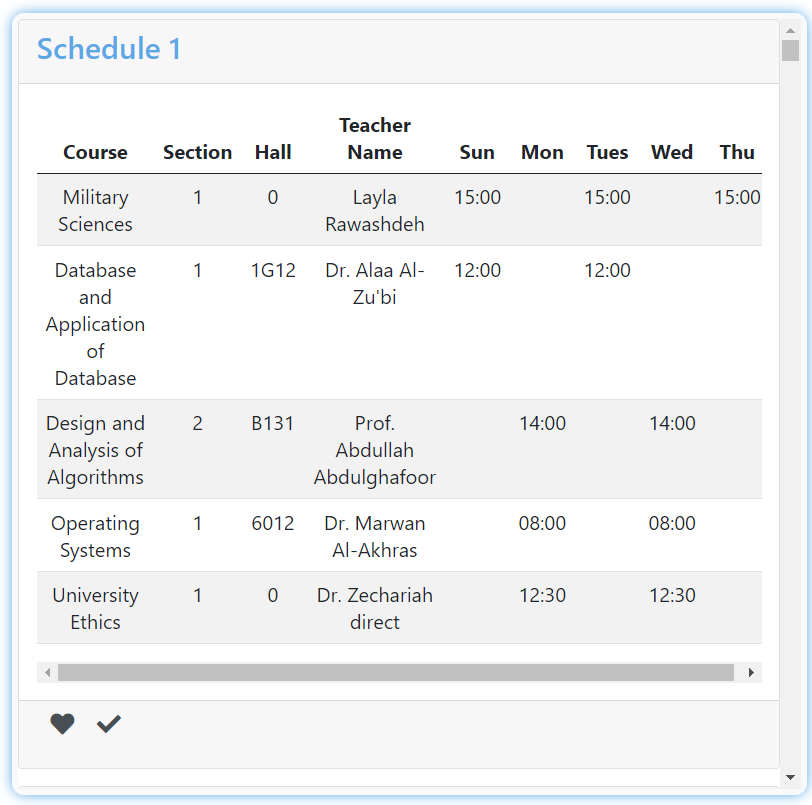 Schedule 1
Course Section Hall Teacher Name Sun Mon Tues Wed Thu
Military Sciences 1 0 Layla Rawashdeh 15:00 15:00 15:00
Database and Application of Database 1 1G12 Dr. Alaa Al-Zu'bi 12:00 12:00
Design and Analysis of Algorithms 2 B131 Prof. Abdullah Abdulghafoor 14:00 14:00
Operating Systems 1 6012 Dr. Marwan Al-Akhras 08:00 08:00
University Ethics 1 0 Dr. Zechariah direct 12:30 12:30